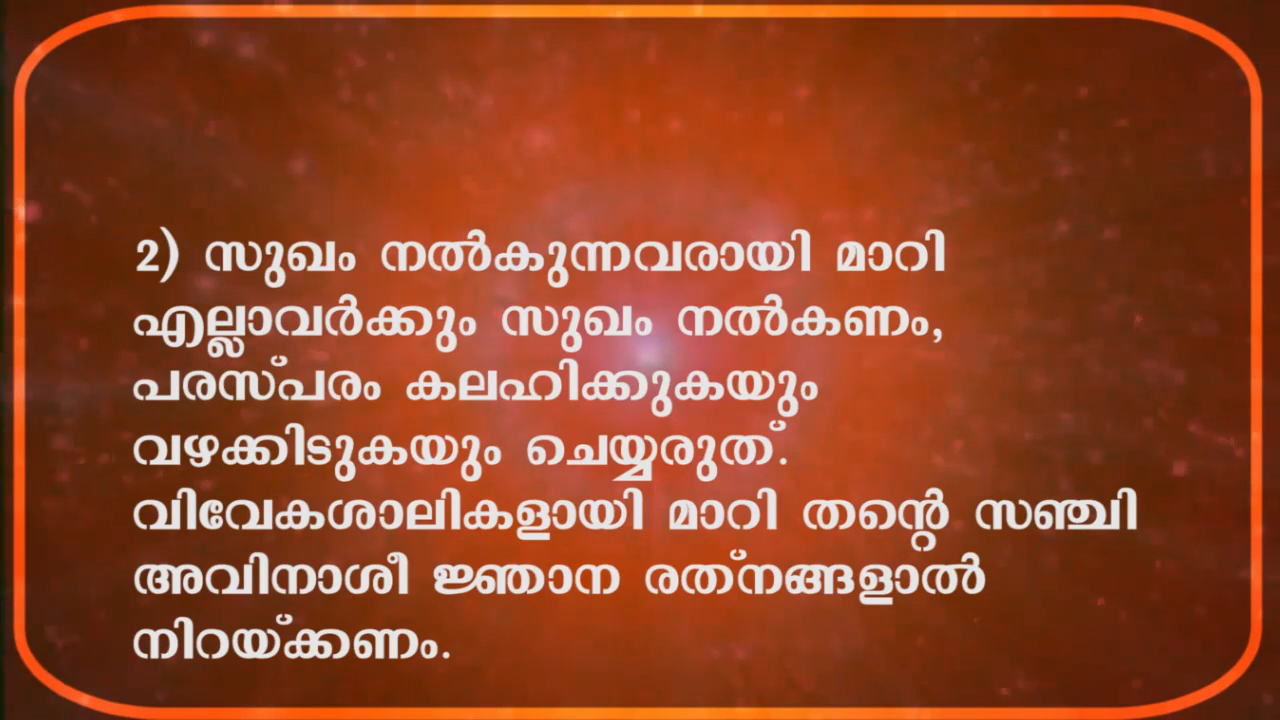 2) സുഖം നൽകുന്നവരായി മാറി
എല്ലാവർക്കും സുഖം നൽകണം,
പരസ്പരം കലഹിക്കുകയും
വഴക്കിടുകയും ചെയ്യരുത്.
വിവേകശാലികളായി മാറി തന്റെ സഞ്ചി
അവിനാശീ ജ്ഞാന രത്നങ്ങളാൽ
നിറയ്ക്കണം.